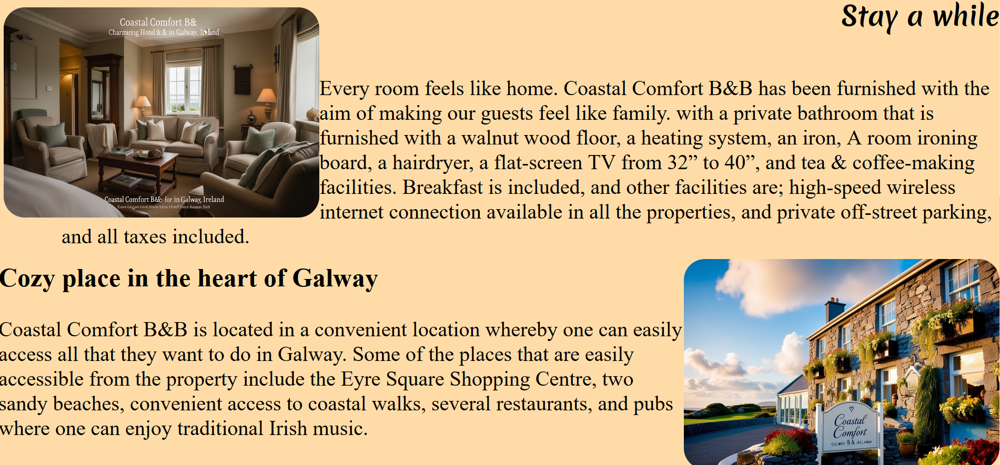 Coastal Comfort B&
Charmiring Hotel & & in Galway,
Stay a while
Every room feels like home. Coastal Comfort B&B has been furnished with the
aim of making our guests feel like family. with a private bathroom that is
furnished with a walnut wood floor, a heating system, an iron, A room ironing
board, a hairdryer, a flat-screen TV from 32” to 40”, and tea & coffee-making
facilities. Breakfast is included, and other facilities are; high-speed wireless
internet connection available in all the properties, and private off-street parking,
and all taxes included.
Coastal Comfort B& for in Galway, Ireland
Cozy place in the heart of Galway
Coastal Comfort B&B is located in a convenient location whereby one can easily
access all that they want to do in Galway. Some of the places that are easily
accessible from the property include the Eyre Square Shopping Centre, two
sandy beaches, convenient access to coastal walks, several restaurants, and pubs
where one can enjoy traditional Irish music.
Coastal
Comfort
GALWAY B &